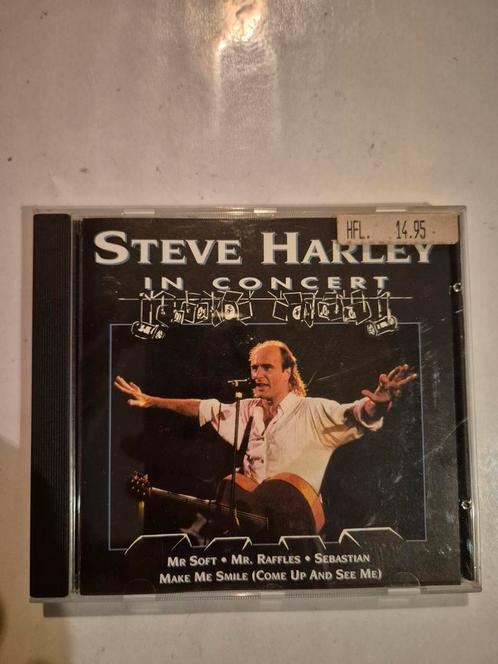 HFL. 14.95
STEVE HARLEY
IN CONCERT
MR SOFT • MR. RAFFLES • SEBASTIAN
MAKE ME SMILE (COME UP AND SEE ME)